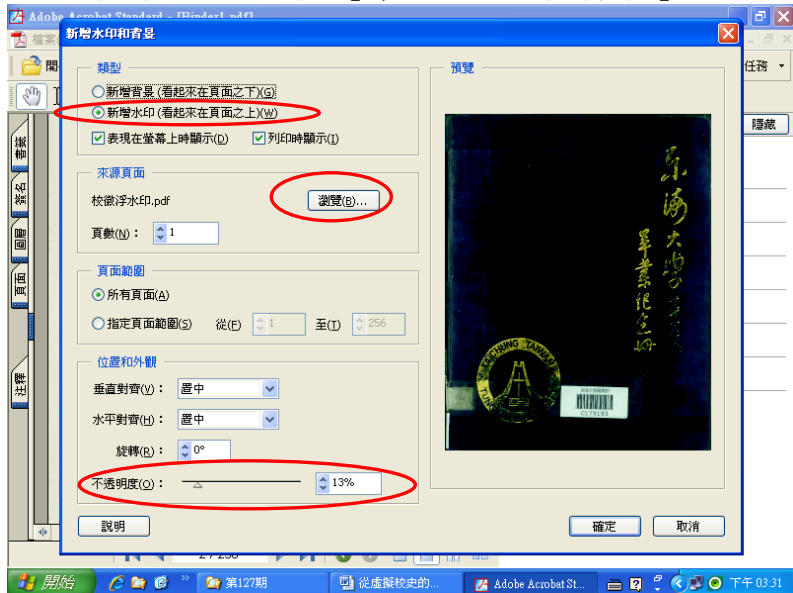 Adobe Acrobat Standard - [Binder1.pdf]
新增水印和背景
檔案
開
任務
類型
新增背景 (看起來在頁面之下)(G)
新增水印 (看起來在頁面之上)(W)
表現在螢幕上時顯示(D)
列印時顯示(I)
預覽
隱藏
書籤
簽名
圖層
頁面
注釋
來源頁面
校徽浮水印.pdf
瀏覽(B)...
頁數(N)： 1
頁面範圍
所有頁面(A)
指定頁面範圍(S) 從(F) 1 至(T) 256
位置和外觀
垂直對齊(V)： 置中
水平對齊(H)： 置中
旋轉(R)： 0°
不透明度(O)： 13%
東海大學
畢業紀念冊
C179193
說明
確定
取消
開始
第127期
從虛擬校史的...
Adobe Acrobat St...
下午 03:31